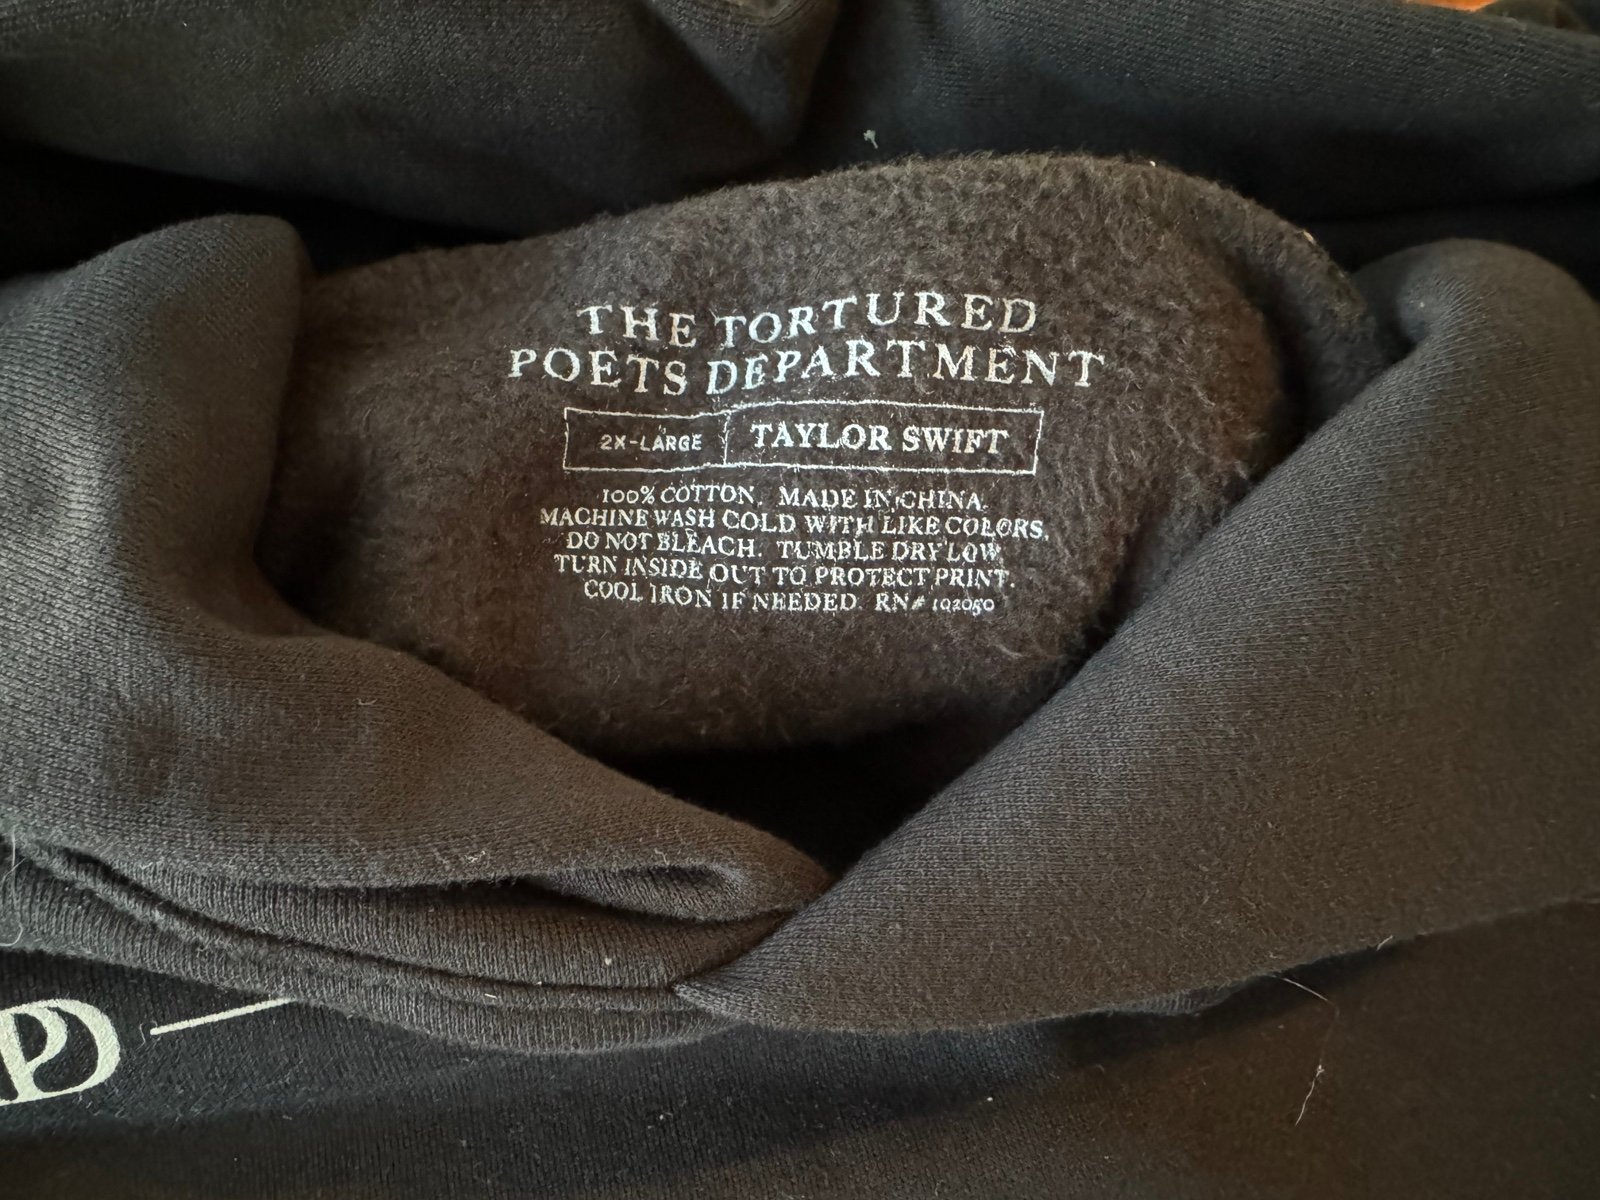 THE TORTURED
POETS DEPARTMENT
2X-LARGE TAYLOR SWIFT
100% COTTON. MADE IN CHINA.
MACHINE WASH COLD WITH LIKE COLORS.
DO NOT BLEACH. TUMBLE DRY LOW.
TURN INSIDE OUT TO PROTECT PRINT.
COOL IRON IF NEEDED. RN# 102050